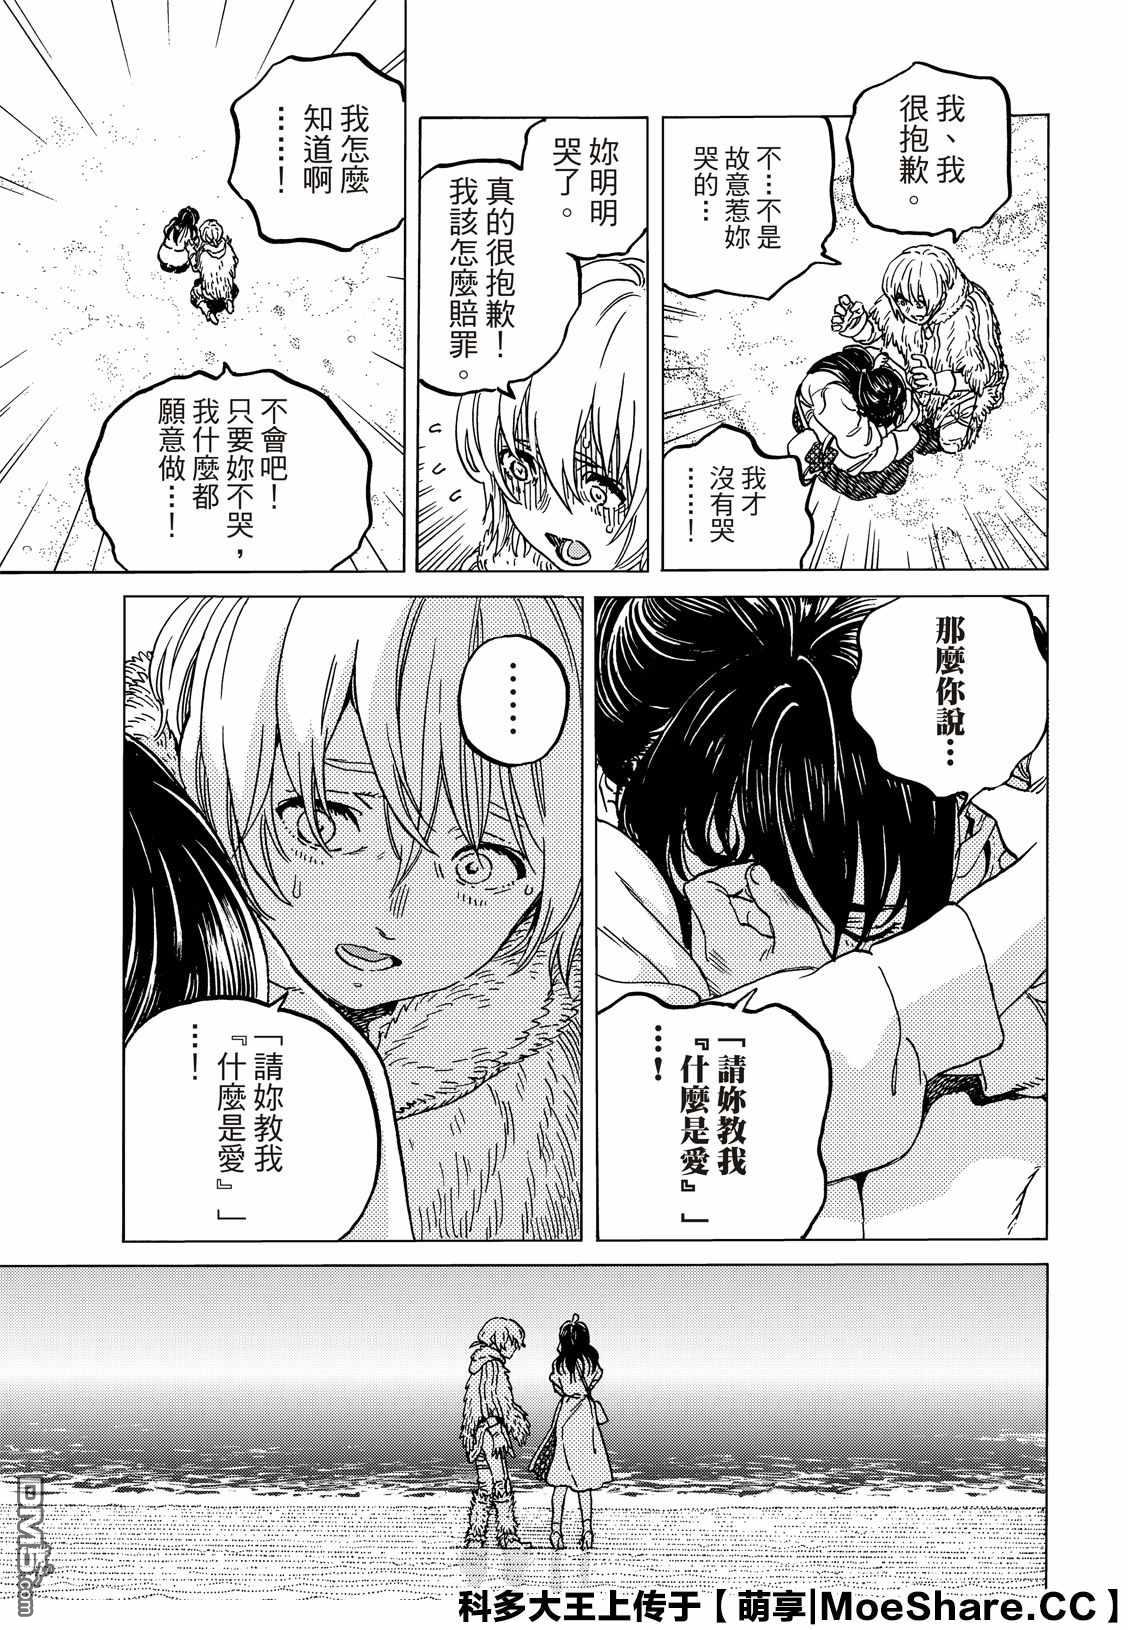 我、我
很抱歉。
不…不是
故意惹妳
哭的…
我才
沒有哭
……！
妳明明
哭了。
真的很抱歉！
我該怎麼賠罪。
我怎麼
知道啊
……！
不會吧！
只要妳不哭，
我什麼都
願意做…！
那麼你說…
「請妳教我
『什麼是愛』」
…！
……
「請妳教我
『什麼是愛』」
…！
DM5.com
科多大王上传于【萌享|MoeShare.CC】